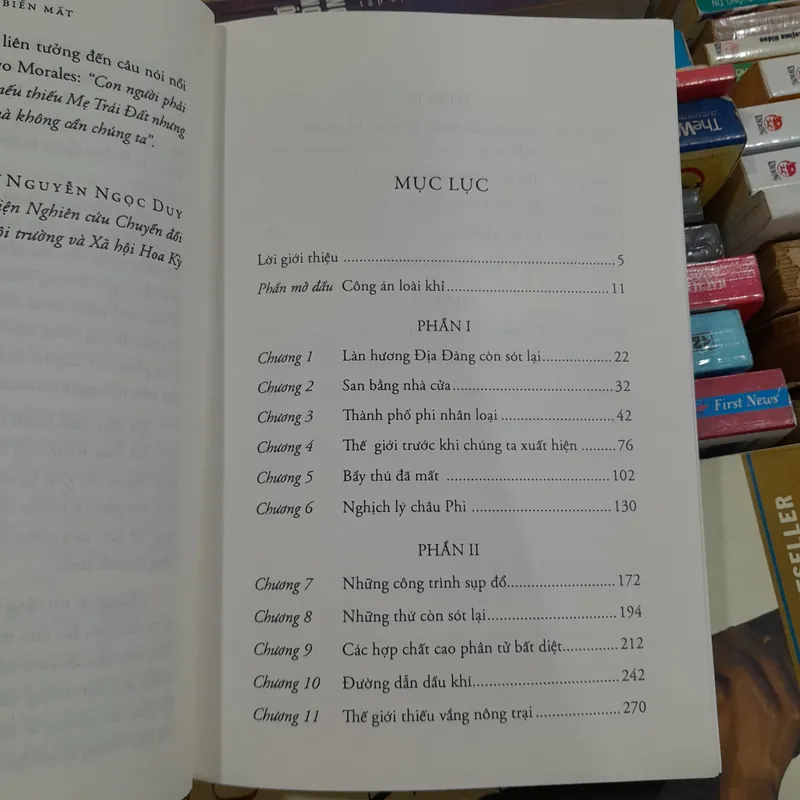 BIẾN MẤT
liên tưởng đến câu nói nổi
o Morales: “Con người phải
nếu thiếu Mẹ Trái Đất nhưng
à không cần chúng ta”.
NGUYỄN NGỌC DUY
iện Nghiên cứu Chuyển đổi
ôi trường và Xã hội Hoa Kỳ
MỤC LỤC
Lời giới thiệu ........ 5
Phần mở đầu Công án loài khỉ ........ 11
PHẦN I
Chương 1 Làn hương Địa Đàng còn sót lại ........ 22
Chương 2 San bằng nhà cửa ........ 32
Chương 3 Thành phố phi nhân loại ........ 42
Chương 4 Thế giới trước khi chúng ta xuất hiện ........ 76
Chương 5 Bầy thú đã mất ........ 102
Chương 6 Nghịch lý châu Phi ........ 130
PHẦN II
Chương 7 Những công trình sụp đổ ........ 172
Chương 8 Những thứ còn sót lại ........ 194
Chương 9 Các hợp chất cao phân tử bất diệt ........ 212
Chương 10 Đường dẫn dầu khí ........ 242
Chương 11 Thế giới thiếu vắng nông trại ........ 270
TheW
First News
ESELLER